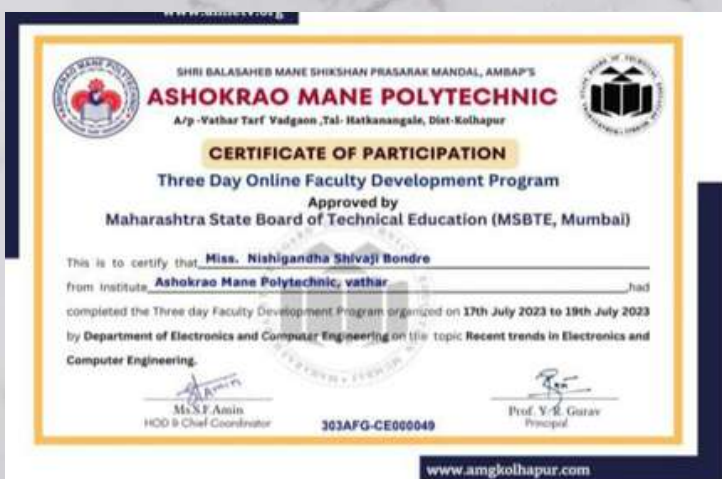 SHRI BALASAHEB MANE SHIKSHAN PRASARAK MANDAL, AMBAP'S
ASHOKRAO MANE POLYTECHNIC
A/p -Vathar Tarf Vadgaon ,Tal- Hatkanangale, Dist-Kolhapur
CERTIFICATE OF PARTICIPATION
Three Day Online Faculty Development Program
Approved by
Maharashtra State Board of Technical Education (MSBTE, Mumbai)
This is to certify that Miss. Nishigandha Shivaji Bondre
from Institute Ashokrao Mane Polytechnic, vathar had
completed the Three day Faculty Development Program organized on 17th July 2023 to 19th July 2023
by Department of Electronics and Computer Engineering on the topic Recent trends in Electronics and
Computer Engineering.
Ms.S.F.Amin
HOD & Chief Coordinator
303AFG-CE000049
Prof. Y. R. Gurav
Principal
www.amgkolhapur.com